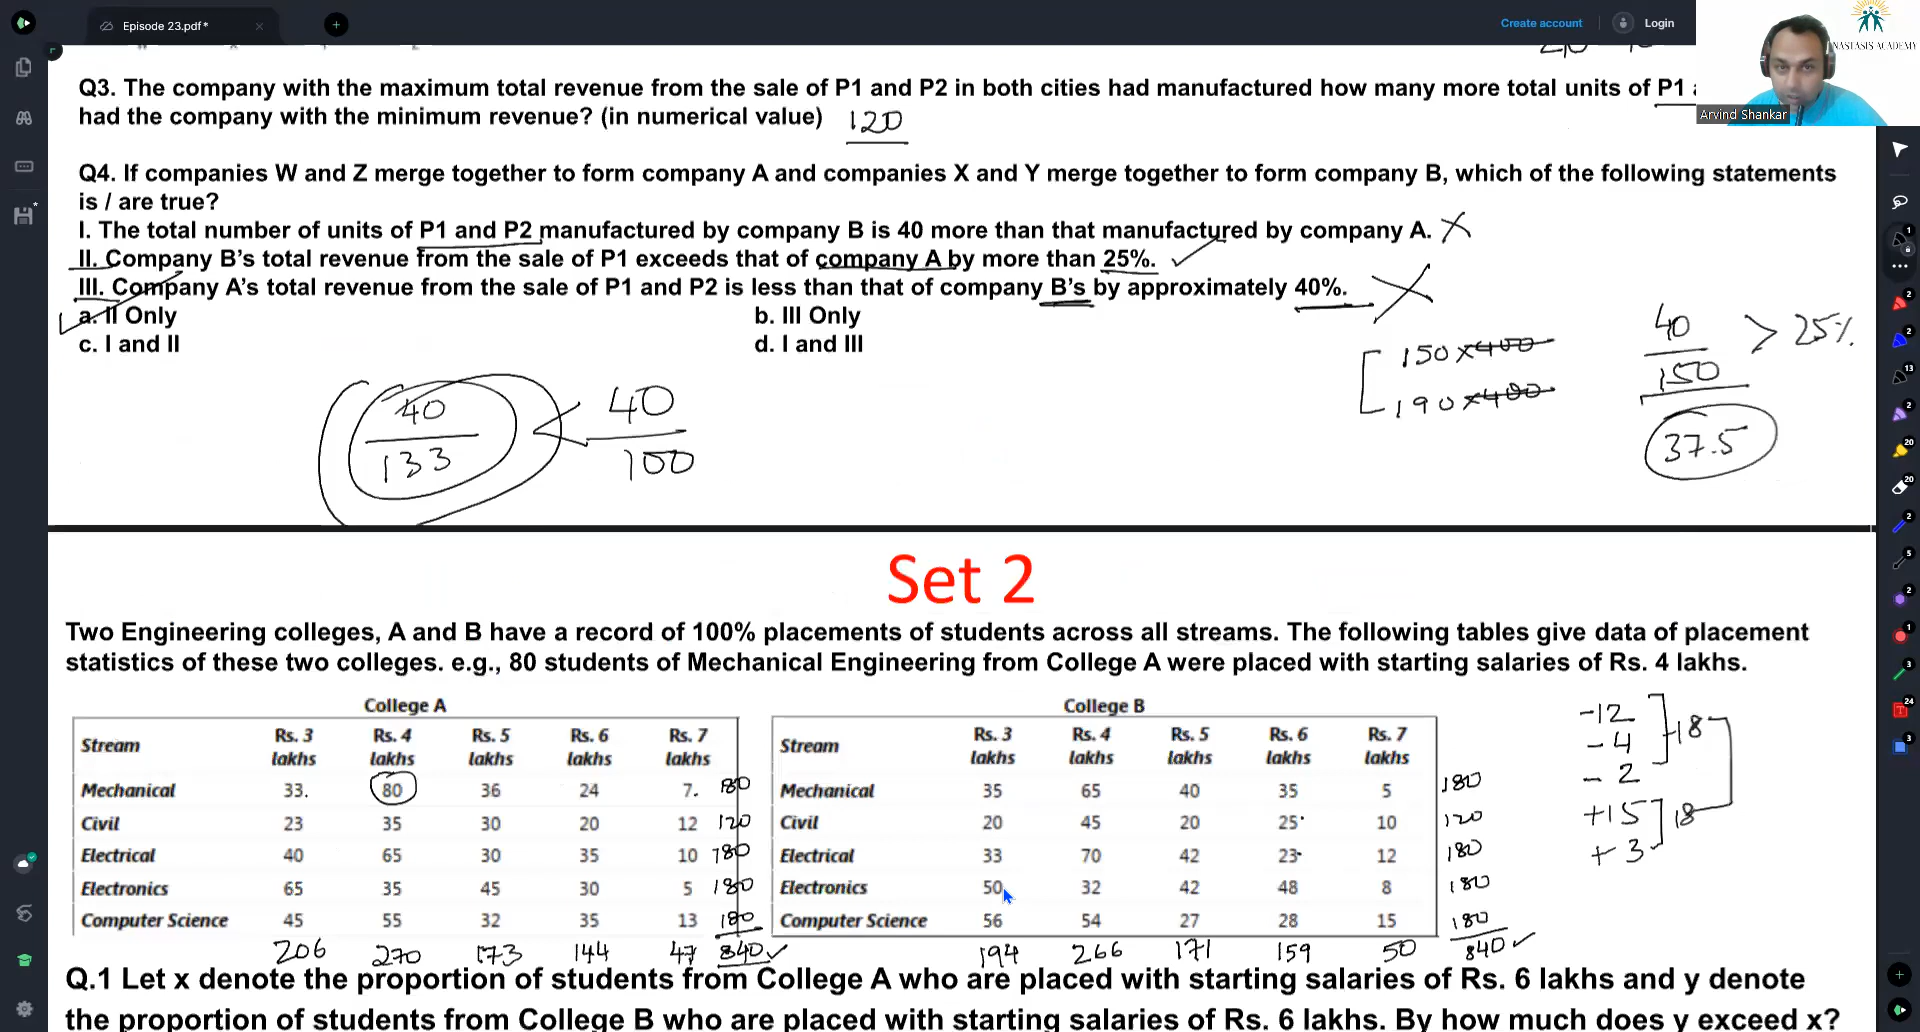 Episode 23.pdf*
Create account
Login
NASTASIS ACADEMY
Arvind Shankar
Q3. The company with the maximum total revenue from the sale of P1 and P2 in both cities had manufactured how many more total units of P1
had the company with the minimum revenue? (in numerical value) 120
Q4. If companies W and Z merge together to form company A and companies X and Y merge together to form company B, which of the following statements
is / are true?
I. The total number of units of P1 and P2 manufactured by company B is 40 more than that manufactured by company A.
II. Company B's total revenue from the sale of P1 exceeds that of company A by more than 25%.
III. Company A's total revenue from the sale of P1 and P2 is less than that of company B's by approximately 40%.
a. II Only b. III Only
c. I and II d. I and III
150x400
190x400
40
150
> 25%
37.5
40
133
<
40
100
Set 2
Two Engineering colleges, A and B have a record of 100% placements of students across all streams. The following tables give data of placement
statistics of these two colleges. e.g., 80 students of Mechanical Engineering from College A were placed with starting salaries of Rs. 4 lakhs.
College A
Stream Rs. 3 lakhs Rs. 4 lakhs Rs. 5 lakhs Rs. 6 lakhs Rs. 7 lakhs
Mechanical 33 80 36 24 7 180
Civil 23 35 30 20 12 120
Electrical 40 65 30 35 10 180
Electronics 65 35 45 30 5 180
Computer Science 45 55 32 35 13 180
206 270 173 144 47 840
College B
Stream Rs. 3 lakhs Rs. 4 lakhs Rs. 5 lakhs Rs. 6 lakhs Rs. 7 lakhs
Mechanical 35 65 40 35 5 180
Civil 20 45 20 25 10 120
Electrical 33 70 42 23 12 180
Electronics 50 32 42 48 8 180
Computer Science 56 54 27 28 15 180
194 266 171 159 50 840
-12
-4
-18
-2
+15
18
+3
Q.1 Let x denote the proportion of students from College A who are placed with starting salaries of Rs. 6 lakhs and y denote
the proportion of students from College B who are placed with starting salaries of Rs. 6 lakhs. By how much does y exceed x?